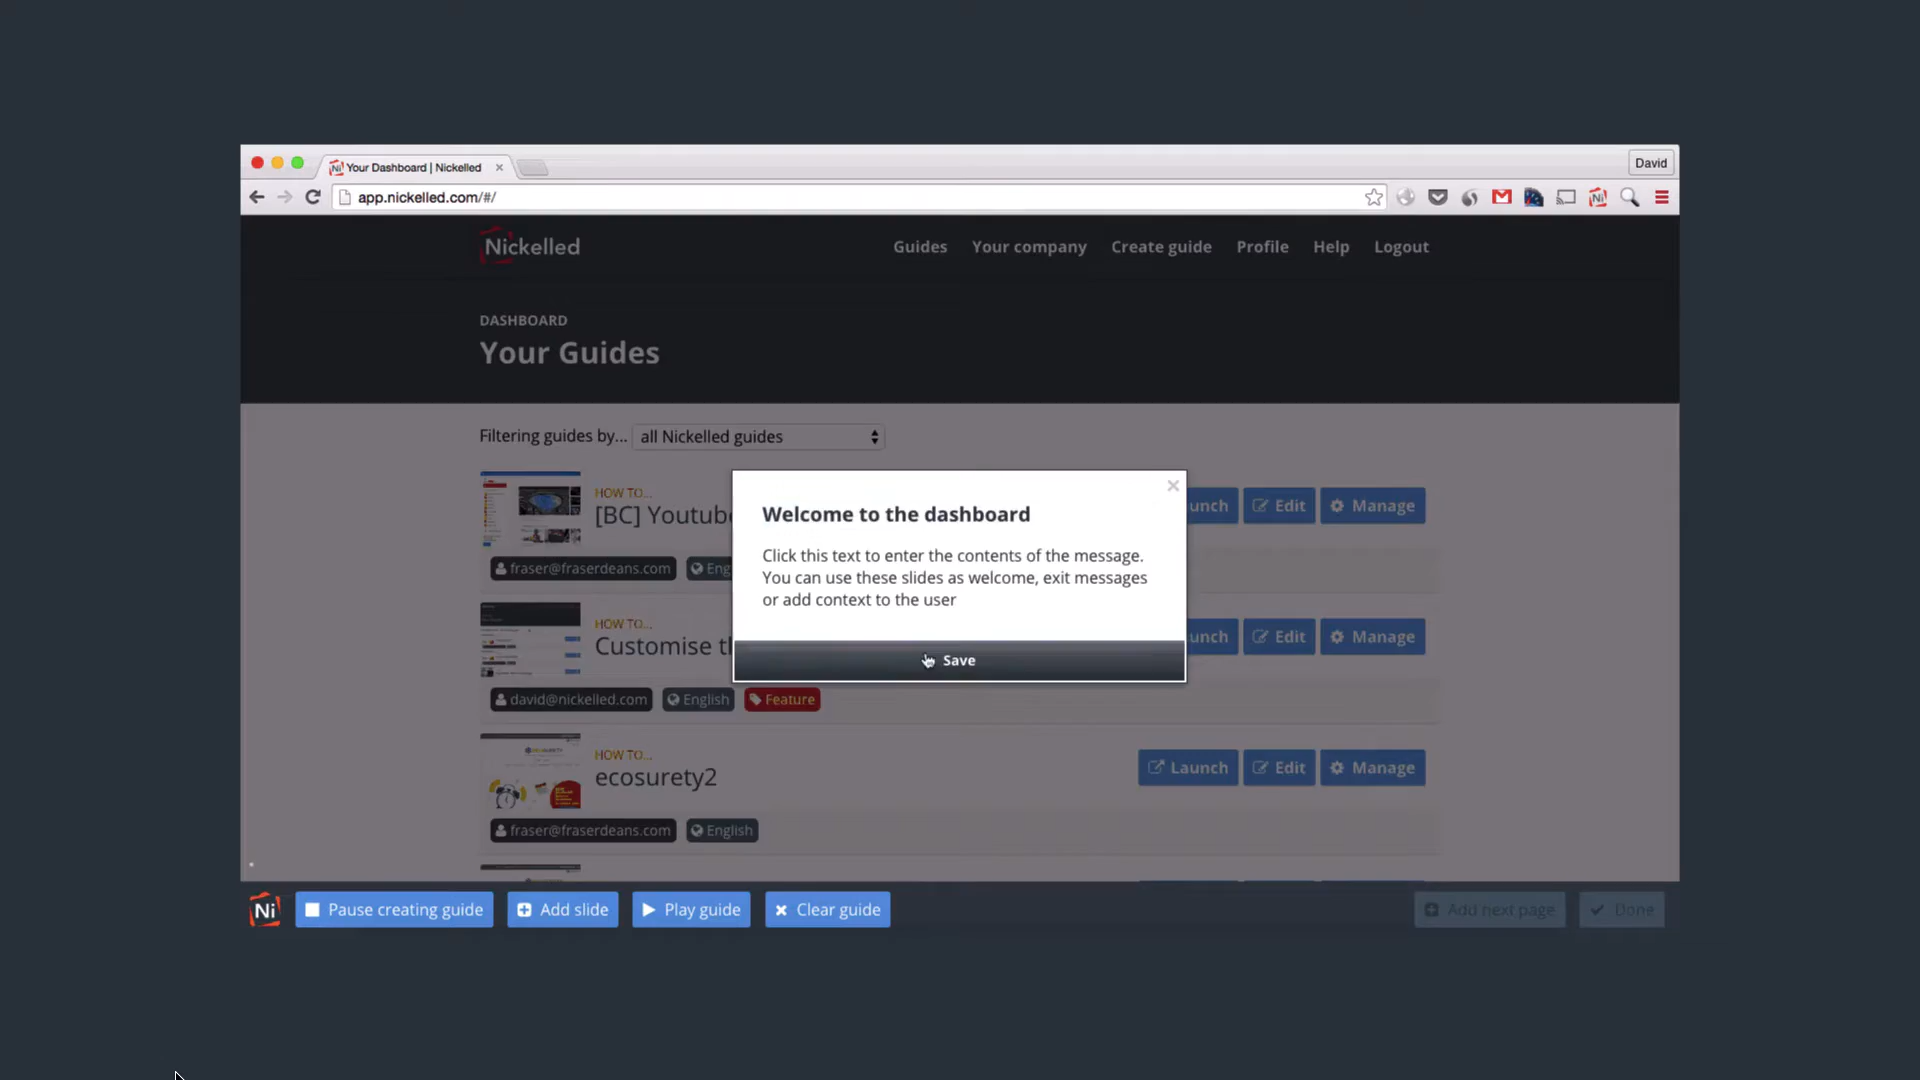 Your Dashboard | Nickelled
David
app.nickelled.com/#/
Nickelled
Guides Your company Create guide Profile Help Logout
DASHBOARD
Your Guides
Filtering guides by... all Nickelled guides
HOW TO...
[BC] Youtub
unch Edit Manage
fraser@fraserdeans.com Eng
Welcome to the dashboard
Click this text to enter the contents of the message.
You can use these slides as welcome, exit messages
or add context to the user
Save
HOW TO...
Customise t
unch Edit Manage
david@nickelled.com English Feature
HOW TO...
ecosurety2
Launch Edit Manage
fraser@fraserdeans.com English
Ni Pause creating guide Add slide Play guide Clear guide Add next page Done